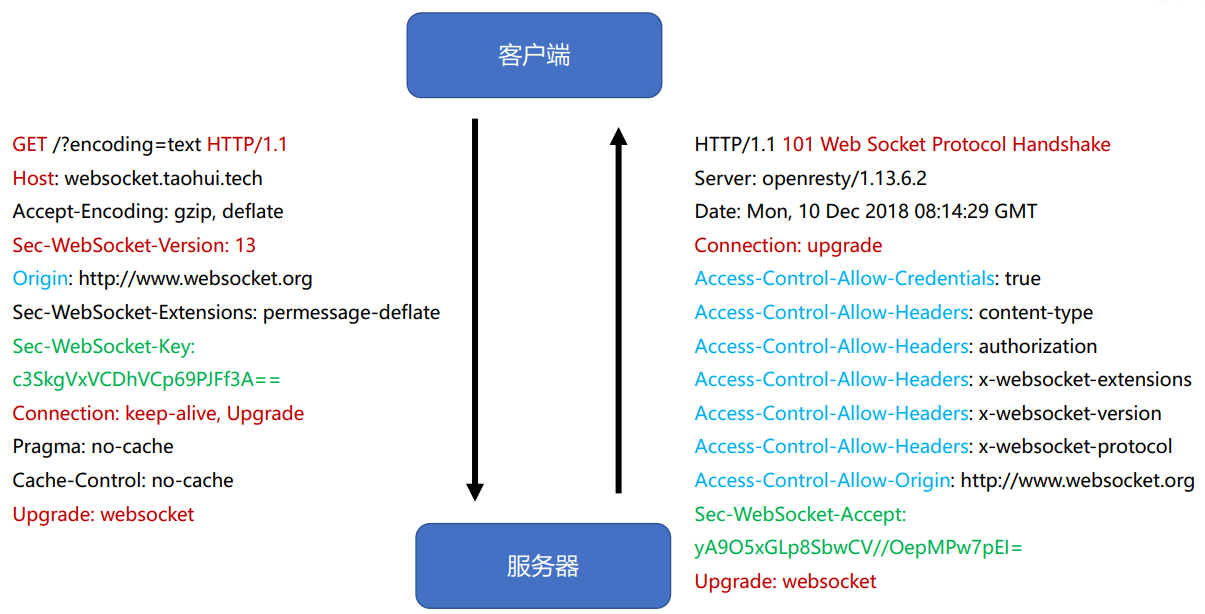 客户端
GET /?encoding=text HTTP/1.1
Host: websocket.taohui.tech
Accept-Encoding: gzip, deflate
Sec-WebSocket-Version: 13
Origin: http://www.websocket.org
Sec-WebSocket-Extensions: permessage-deflate
Sec-WebSocket-Key:
c3SkgVxVCDhVCp69PJFf3A==
Connection: keep-alive, Upgrade
Pragma: no-cache
Cache-Control: no-cache
Upgrade: websocket
HTTP/1.1 101 Web Socket Protocol Handshake
Server: openresty/1.13.6.2
Date: Mon, 10 Dec 2018 08:14:29 GMT
Connection: upgrade
Access-Control-Allow-Credentials: true
Access-Control-Allow-Headers: content-type
Access-Control-Allow-Headers: authorization
Access-Control-Allow-Headers: x-websocket-extensions
Access-Control-Allow-Headers: x-websocket-version
Access-Control-Allow-Headers: x-websocket-protocol
Access-Control-Allow-Origin: http://www.websocket.org
Sec-WebSocket-Accept:
yA9O5xGLp8SbwCV//OepMPw7pEI=
Upgrade: websocket
服务器